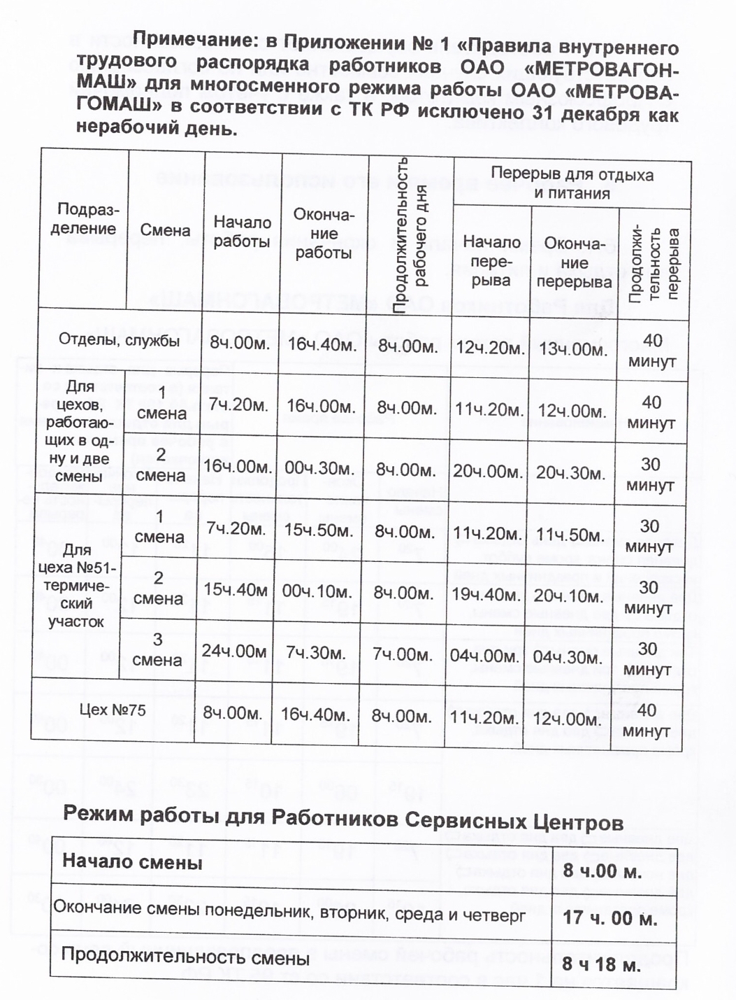 Примечание: в Приложении № 1 «Правила внутреннего
трудового распорядка работников ОАО «МЕТРОВАГОН-
МАШ» для многосменного режима работы ОАО «МЕТРОВА-
ГОМАШ» в соответствии с ТК РФ исключено 31 декабря как
нерабочий день.
Подраз-
деление
Смена
Начало
работы
Оконча-
ние
работы
Продолжительность
рабочего дня
Перерыв для отдыха
и питания
Начало
пере-
рыва
Оконча-
ние
перерыва
Продолжи-
тельность
перерыва
Отделы, службы 8ч.00м. 16ч.40м. 8ч.00м. 12ч.20м. 13ч.00м. 40
минут
Для
цехов,
работаю-
щих в од-
ну и две
смены
1
смена
7ч.20м. 16ч.00м. 8ч.00м. 11ч.20м. 12ч.00м. 40
минут
2
смена
16ч.00м. 00ч.30м. 8ч.00м. 20ч.00м. 20ч.30м. 30
минут
Для
цеха №51-
термиче-
ский
участок
1
смена
7ч.20м. 15ч.50м. 8ч.00м. 11ч.20м. 11ч.50м. 30
минут
2
смена
15ч.40м 00ч.10м. 8ч.00м. 19ч.40м. 20ч.10м. 30
минут
3
смена
24ч.00м 7ч.30м. 7ч.00м. 04ч.00м. 04ч.30м. 30
минут
Цех №75 8ч.00м. 16ч.40м. 8ч.00м. 11ч.20м. 12ч.00м. 40
минут
Режим работы для Работников Сервисных Центров
Начало смены 8 ч.00 м.
Окончание смены понедельник, вторник, среда и четверг 17 ч. 00 м.
Продолжительность смены 8 ч 18 м.